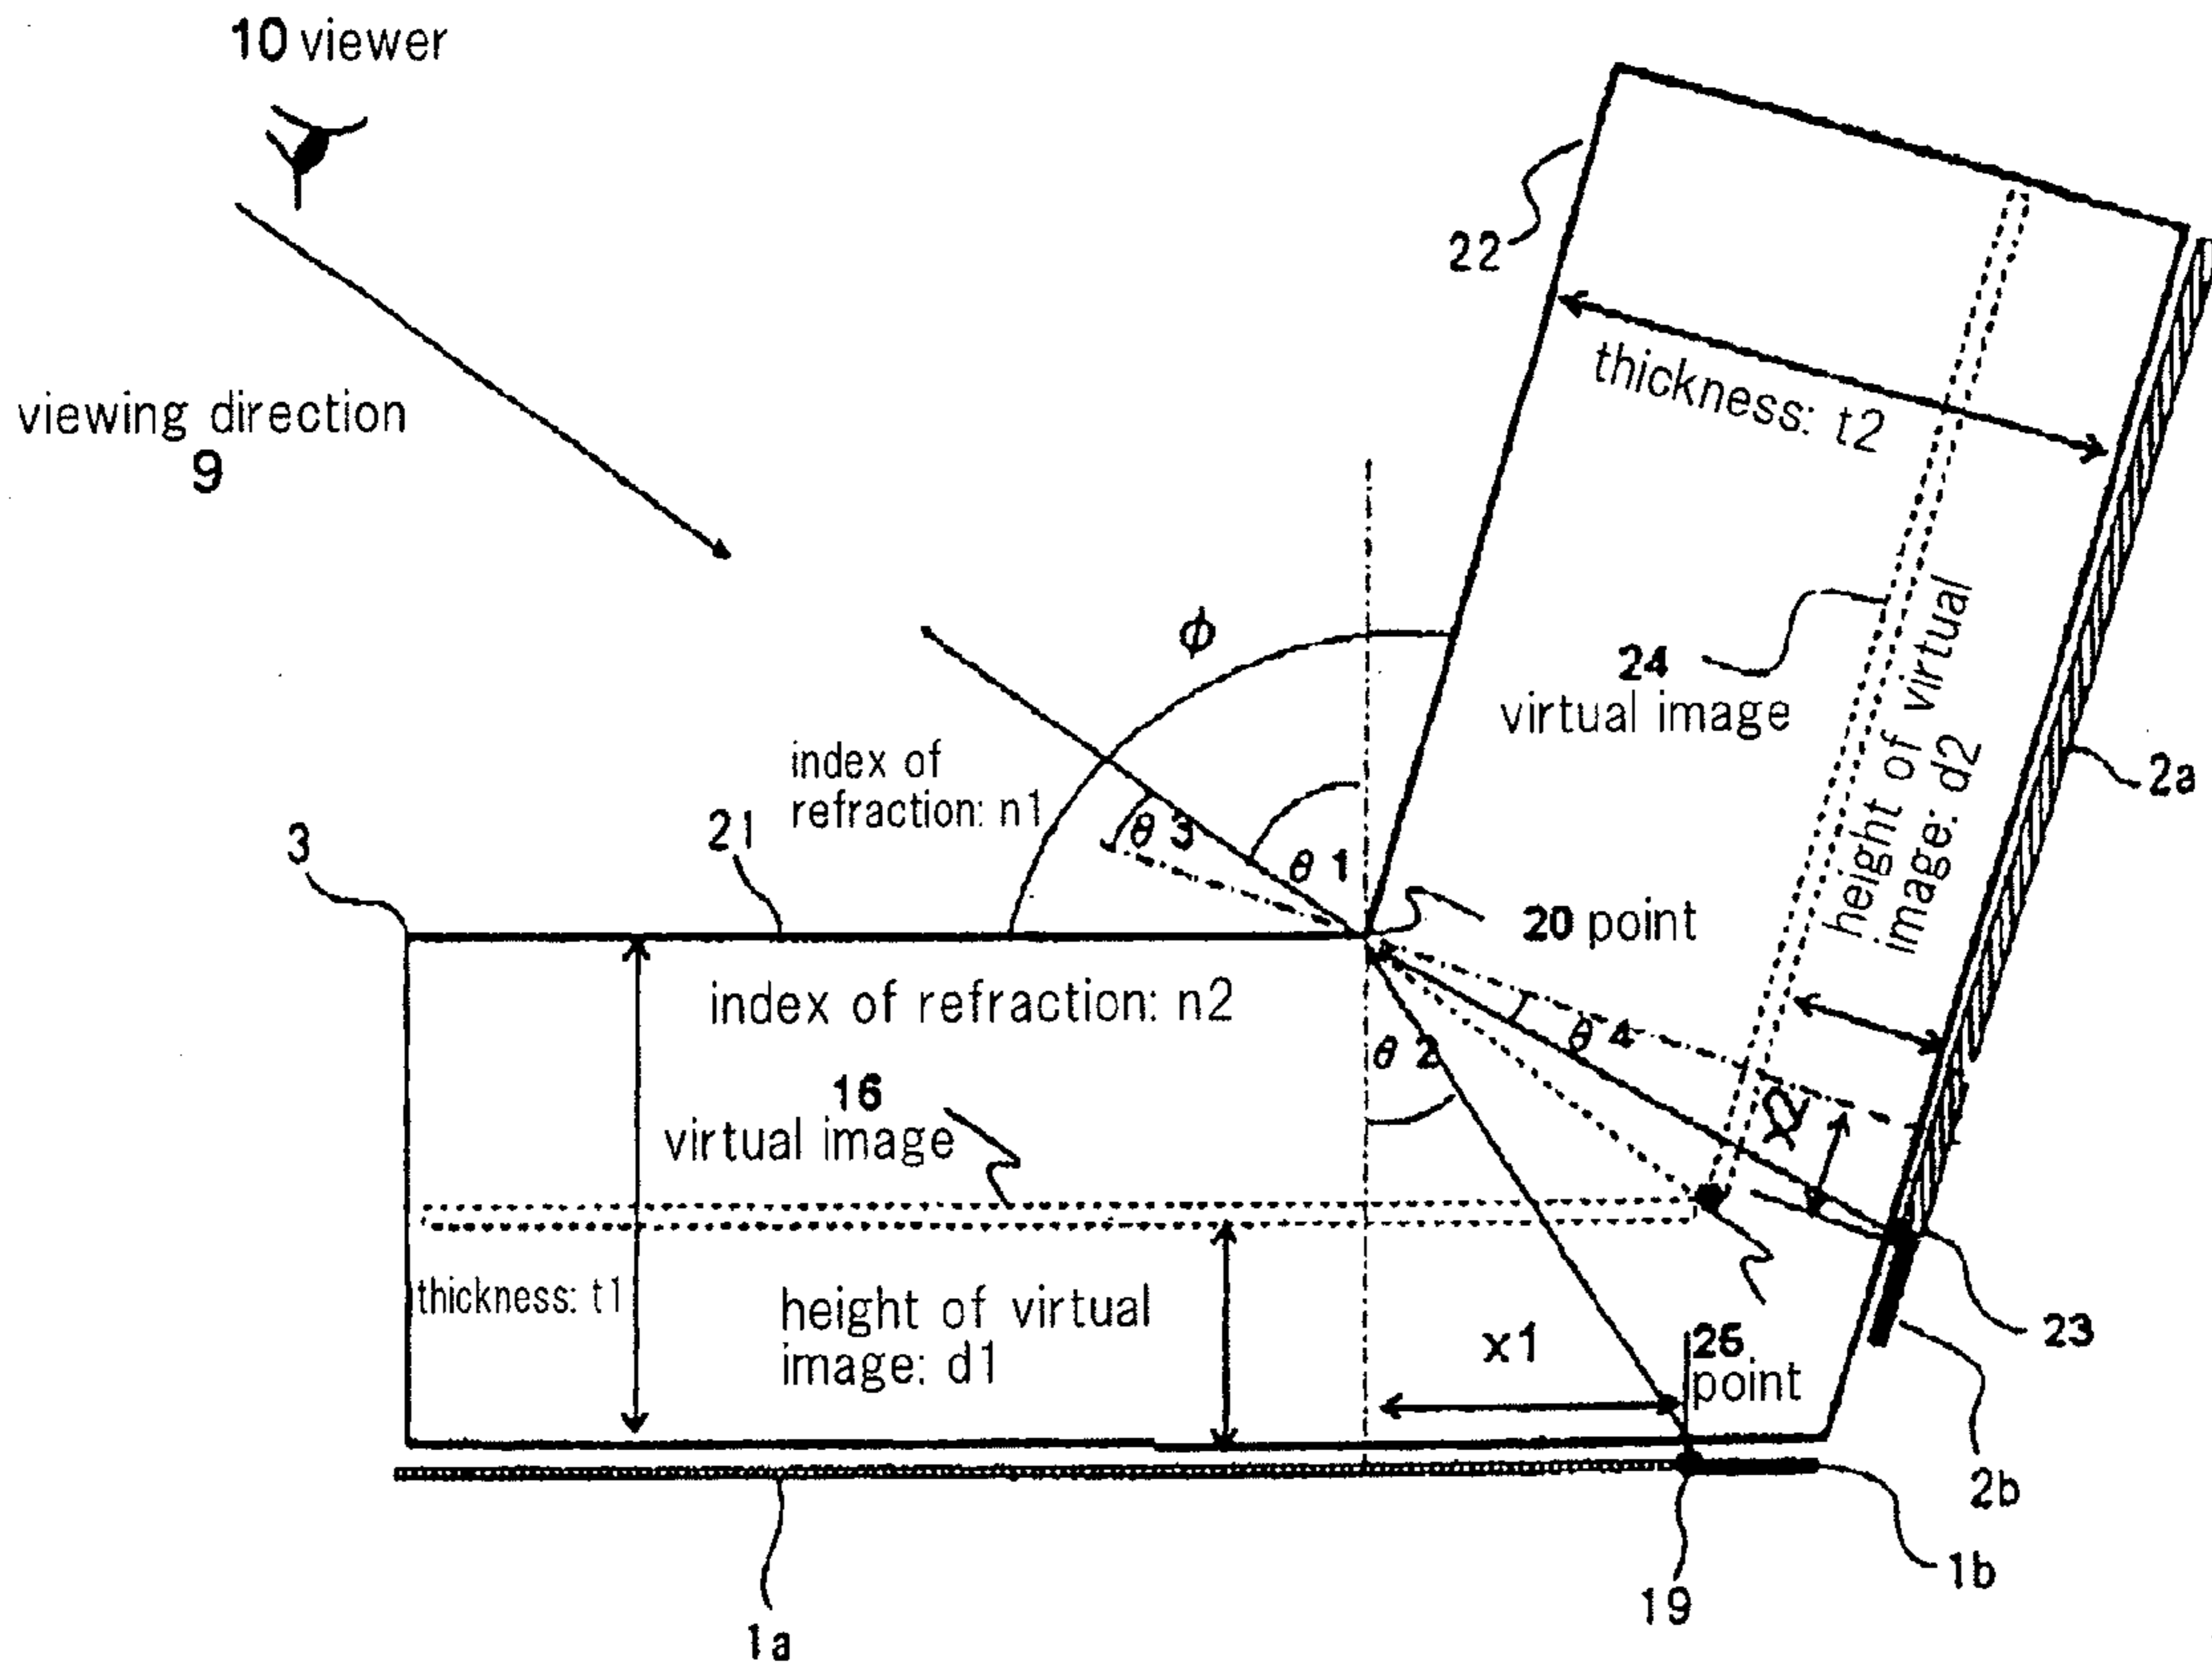 10 viewer
viewing direction
9
22
thickness: t2
ϕ
24
virtual image
height of virtual
image: d2
2a
index of
refraction: n1
3
21
θ 3
θ 1
20 point
index of refraction: n2
θ 2
θ 4
16
virtual image
x2
thickness: t1
height of virtual
image: d1
x1
25
point
23
2b
1b
19
1a